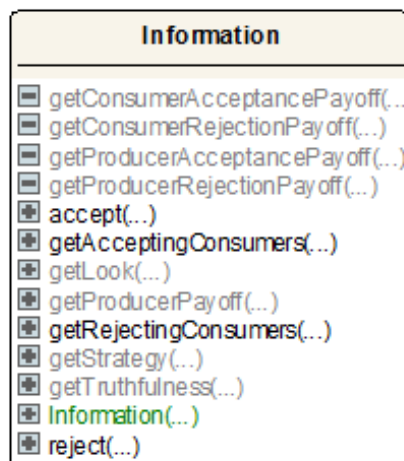 Information
getConsumerAcceptancePayoff(...
getConsumerRejectionPayoff(...)
getProducerAcceptancePayoff(...)
getProducerRejectionPayoff(...)
accept(...)
getAcceptingConsumers(...)
getLook(...)
getProducerPayoff(...)
getRejectingConsumers(...)
getStrategy(...)
getTruthfulness(...)
Information(...)
reject(...)